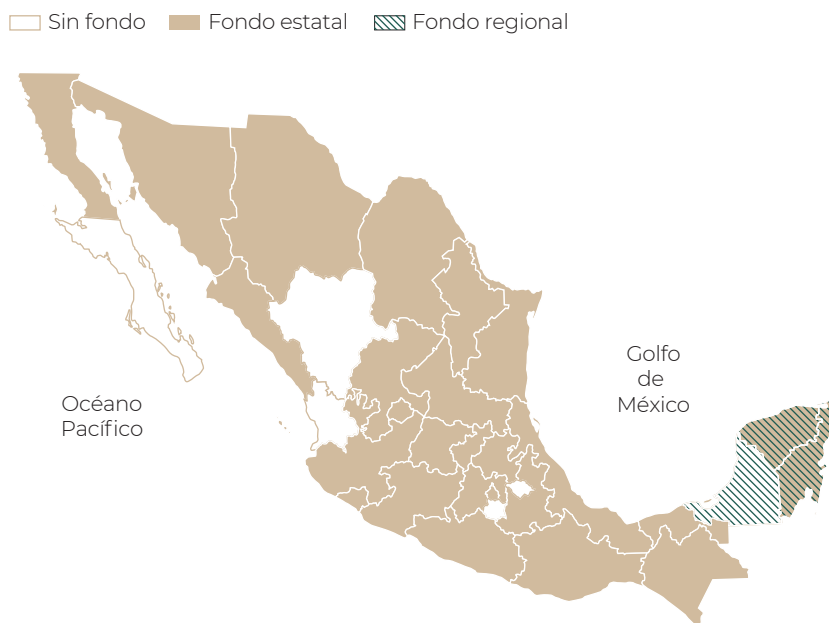 Sin fondo Fondo estatal Fondo regional
Golfo
de
México
Océano
Pacífico